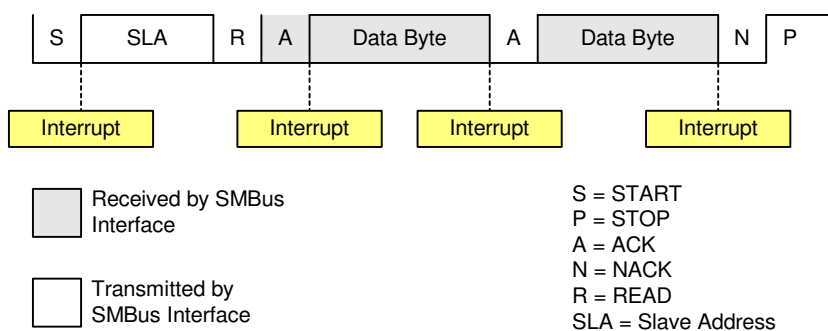 S SLA R A Data Byte A Data Byte N P
Interrupt Interrupt Interrupt Interrupt
Received by SMBus
Interface
Transmitted by
SMBus Interface
S = START
P = STOP
A = ACK
N = NACK
R = READ
SLA = Slave Address